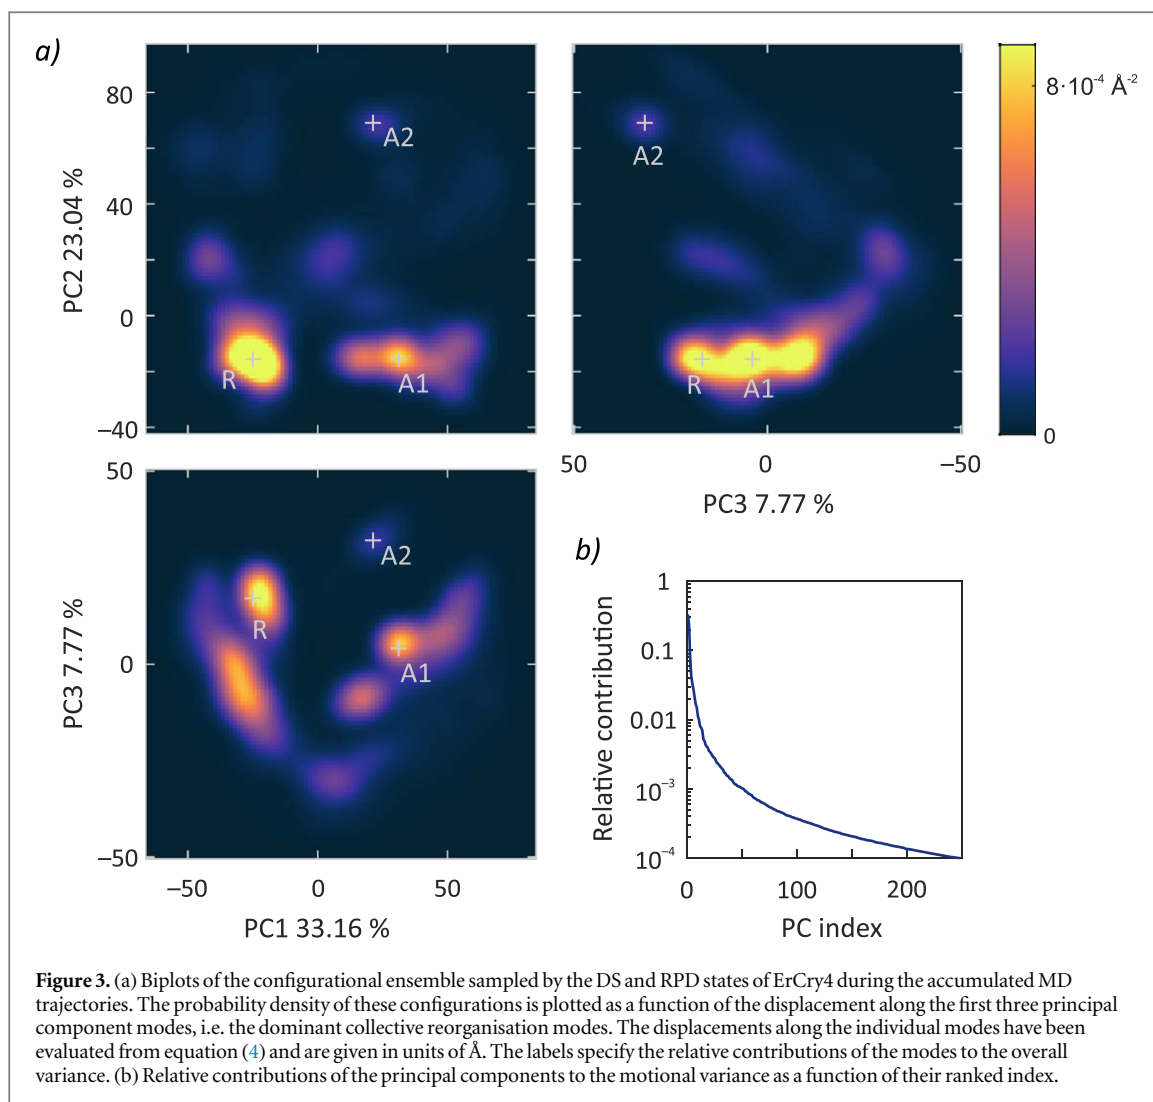 a)
8·10⁻⁴ Å⁻²
0
PC2 23.04 %
80
40
0
−40
A2
R
A1
A2
R
A1
50
0
−50
PC3 7.77 %
PC3 7.77 %
50
0
−50
A2
R
A1
−50
0
50
PC1 33.16 %
b)
Relative contribution
1
0.1
0.01
10⁻³
10⁻⁴
0
100
200
PC index
Figure 3. (a) Biplots of the configurational ensemble sampled by the DS and RPD states of ErCry4 during the accumulated MD
trajectories. The probability density of these configurations is plotted as a function of the displacement along the first three principal
component modes, i.e. the dominant collective reorganisation modes. The displacements along the individual modes have been
evaluated from equation (4) and are given in units of Å. The labels specify the relative contributions of the modes to the overall
variance. (b) Relative contributions of the principal components to the motional variance as a function of their ranked index.